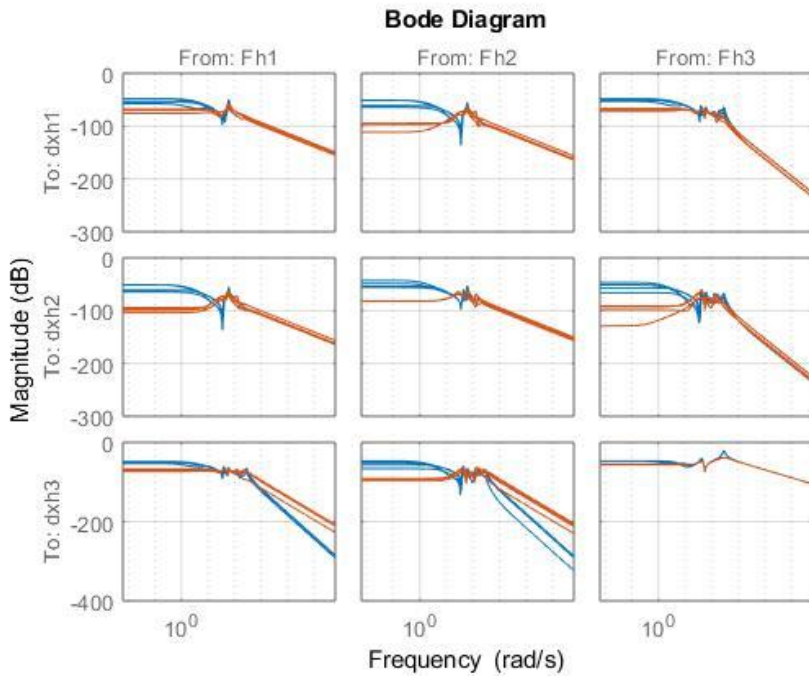 Bode Diagram
From: Fh1
From: Fh2
From: Fh3
Magnitude (dB)
To: dxh1
0
-100
-200
-300
To: dxh2
0
-100
-200
-300
To: dxh3
0
-200
-400
10^0
10^0
10^0
Frequency (rad/s)